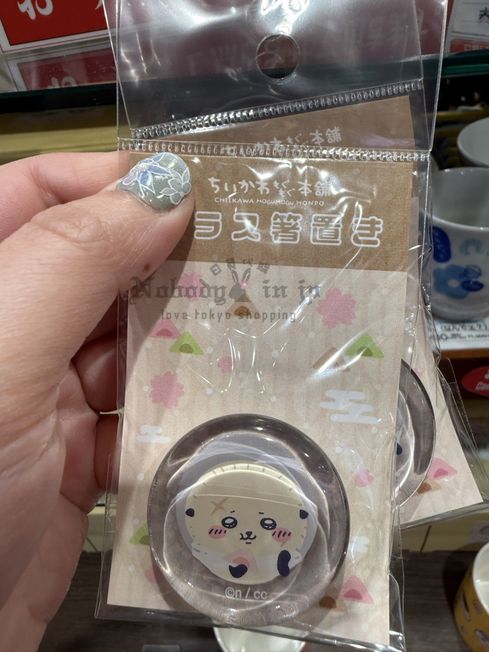 ちいかわもぐもぐ本舗
CHIIKAWA MOGUMOGU HONPO
ラス箸置き
Nobody in jp
love tokyo shopping
©n / cc